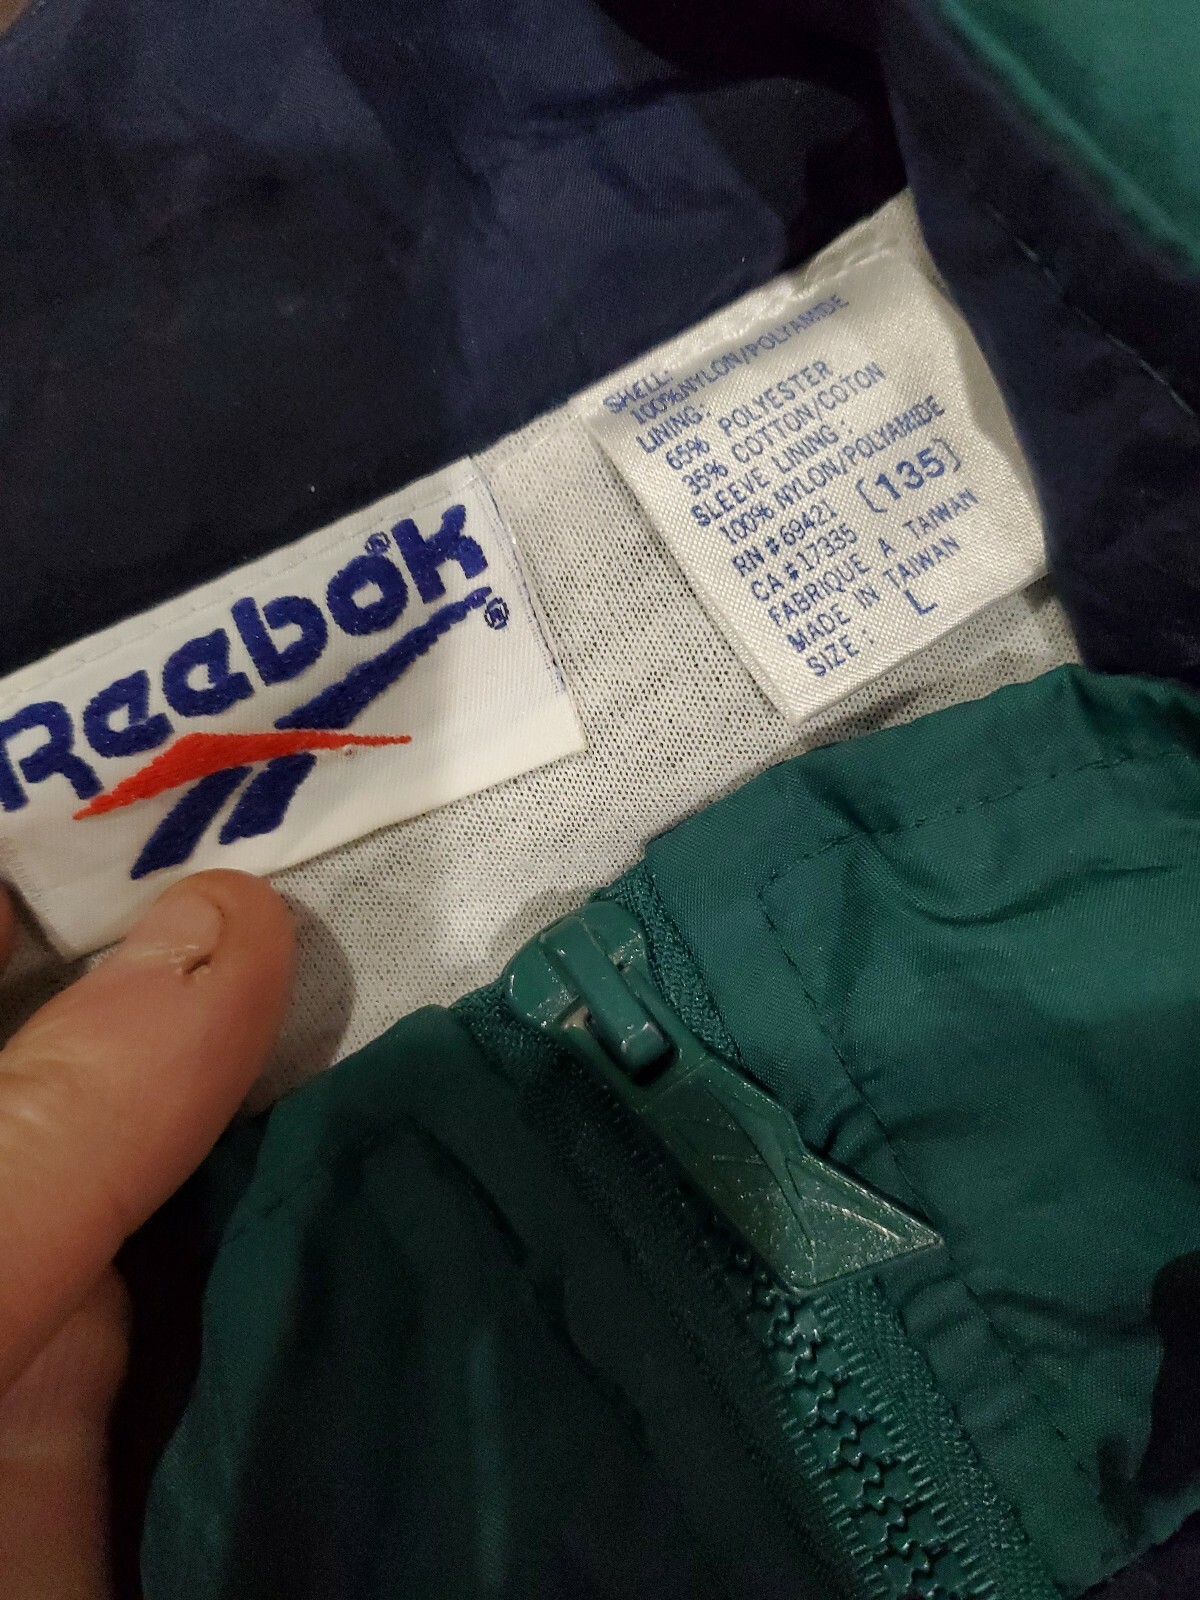 Reebok®
SHELL:
100%NYLON/POLYAMIDE
LINING:
65% POLYESTER
35% COTTON/COTON
SLEEVE LINING:
100% NYLON/POLYAMIDE
RN#69421 [135]
CA#17335
FABRIQUE A TAIWAN
MADE IN TAIWAN
SIZE: L